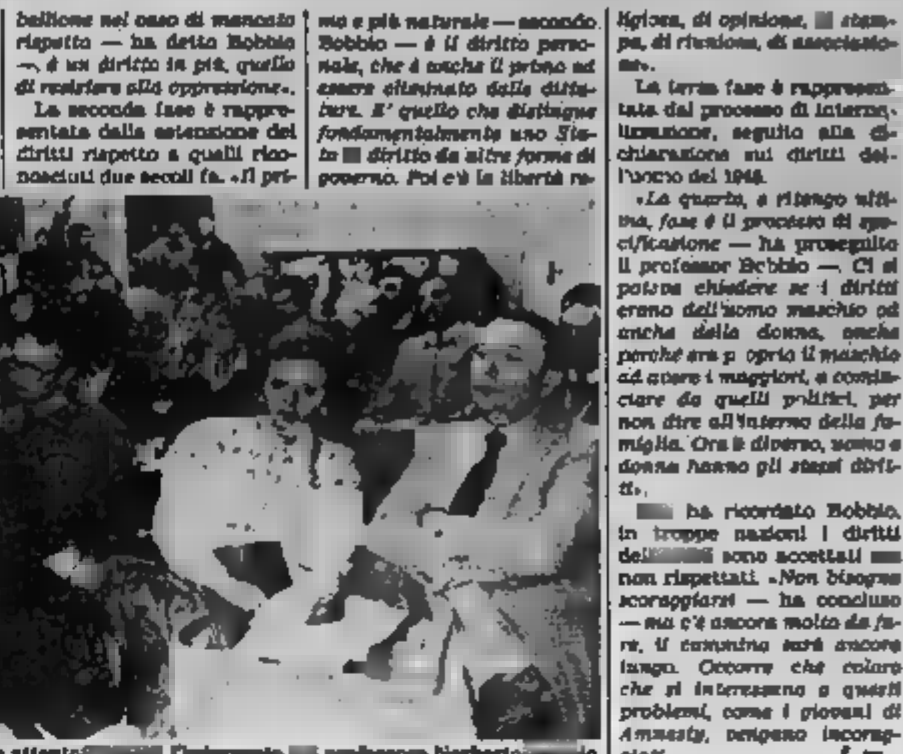 bellione nel caso di mancato
rispetto — ha detto Bobbio
—, è un diritto in più, quello
di resistere alla oppressione».
La seconda fase è rappre-
sentata dalla estensione dei
diritti rispetto a quelli rico-
nosciuti due secoli fa. «Il pri-
mo e più naturale — secondo
Bobbio — è il diritto perso-
nale, che è anche il primo ad
essere eliminato dalle ditta-
ture. E' quello che distingue
fondamentalmente uno Sta-
to diritto da altre forme di
governo. Poi c'è la libertà re-
ligiosa, di opinione, stam-
pa, di riunione, di associazio-
ne».
La terza fase è rappresen-
tata dal processo di interna-
lizzazione, seguito alla di-
chiarazione sui diritti del-
l'uomo del 1948.
«La quarta, e ritengo ulti-
ma, fase è il processo di spe-
cificazione — ha proseguito
il professor Bobbio —. Ci si
poteva chiedere se i diritti
erano dell'uomo maschio od
anche della donna, anche
perché era proprio il maschio
ad avere i maggiori, a comin-
ciare da quelli politici, per
non dire all'interno della fa-
miglia. Ora è diverso, uomo e
donna hanno gli stessi dirit-
ti».
ha ricordato Bobbio,
in troppe nazioni i diritti
sono accettati
non rispettati. «Non bisogna
scoraggiarsi — ha concluso
— ma c'è ancora molto da fa-
re, il cammino sarà ancora
lungo. Occorre che coloro
che si interessano a questi
problemi, come i giovani di
Amnesty, vengano incorag-